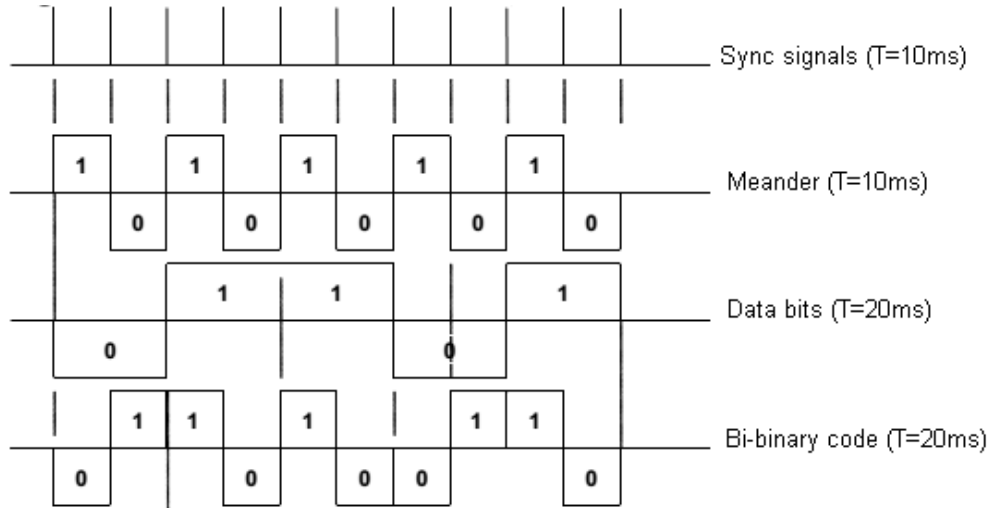 Sync signals (T=10ms)
1 1 1 1 1
Meander (T=10ms)
0 0 0 0 0
1 1 1
Data bits (T=20ms)
0 0
1 1 1 1 1
Bi-binary code (T=20ms)
0 0 0 0 0